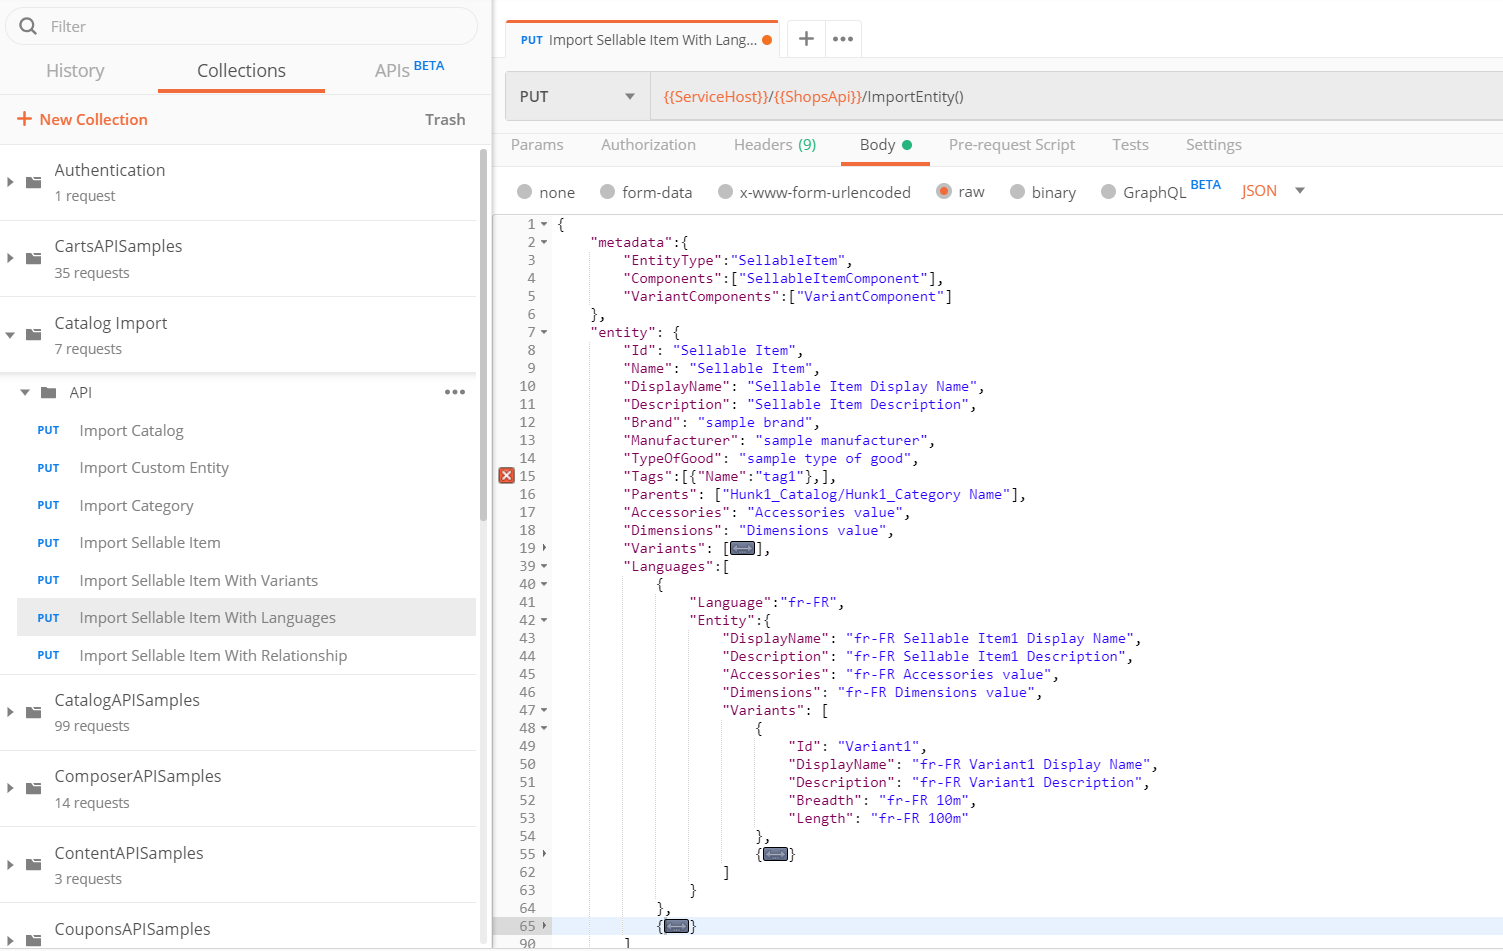 Filter
History
Collections
APIs BETA
+ New Collection
Trash
Authentication
1 request
CartsAPISamples
35 requests
Catalog Import
7 requests
API
PUT Import Catalog
PUT Import Custom Entity
PUT Import Category
PUT Import Sellable Item
PUT Import Sellable Item With Variants
PUT Import Sellable Item With Languages
PUT Import Sellable Item With Relationship
CatalogAPISamples
99 requests
ComposerAPISamples
14 requests
ContentAPISamples
3 requests
CouponsAPISamples
PUT Import Sellable Item With Lang...
PUT
{{ServiceHost}}/{{ShopsApi}}/ImportEntity()
Params Authorization Headers (9) Body Pre-request Script Tests Settings
none form-data x-www-form-urlencoded raw binary GraphQL BETA JSON
1 {
2 "metadata":{
3 "EntityType":"SellableItem",
4 "Components":["SellableItemComponent"],
5 "VariantComponents":["VariantComponent"]
6 },
7 "entity": {
8 "Id": "Sellable Item",
9 "Name": "Sellable Item",
10 "DisplayName": "Sellable Item Display Name",
11 "Description": "Sellable Item Description",
12 "Brand": "sample brand",
13 "Manufacturer": "sample manufacturer",
14 "TypeOfGood": "sample type of good",
15 "Tags":[{"Name":"tag1"},],
16 "Parents": ["Hunk1_Catalog/Hunk1_Category Name"],
17 "Accessories": "Accessories value",
18 "Dimensions": "Dimensions value",
19 "Variants": [],
39 "Languages":[
40 {
41 "Language":"fr-FR",
42 "Entity":{
43 "DisplayName": "fr-FR Sellable Item1 Display Name",
44 "Description": "fr-FR Sellable Item1 Description",
45 "Accessories": "fr-FR Accessories value",
46 "Dimensions": "fr-FR Dimensions value",
47 "Variants": [
48 {
49 "Id": "Variant1",
50 "DisplayName": "fr-FR Variant1 Display Name",
51 "Description": "fr-FR Variant1 Description",
52 "Breadth": "fr-FR 10m",
53 "Length": "fr-FR 100m"
54 },
55 {}
62 ]
63 }
64 },
65 {}
90 ]